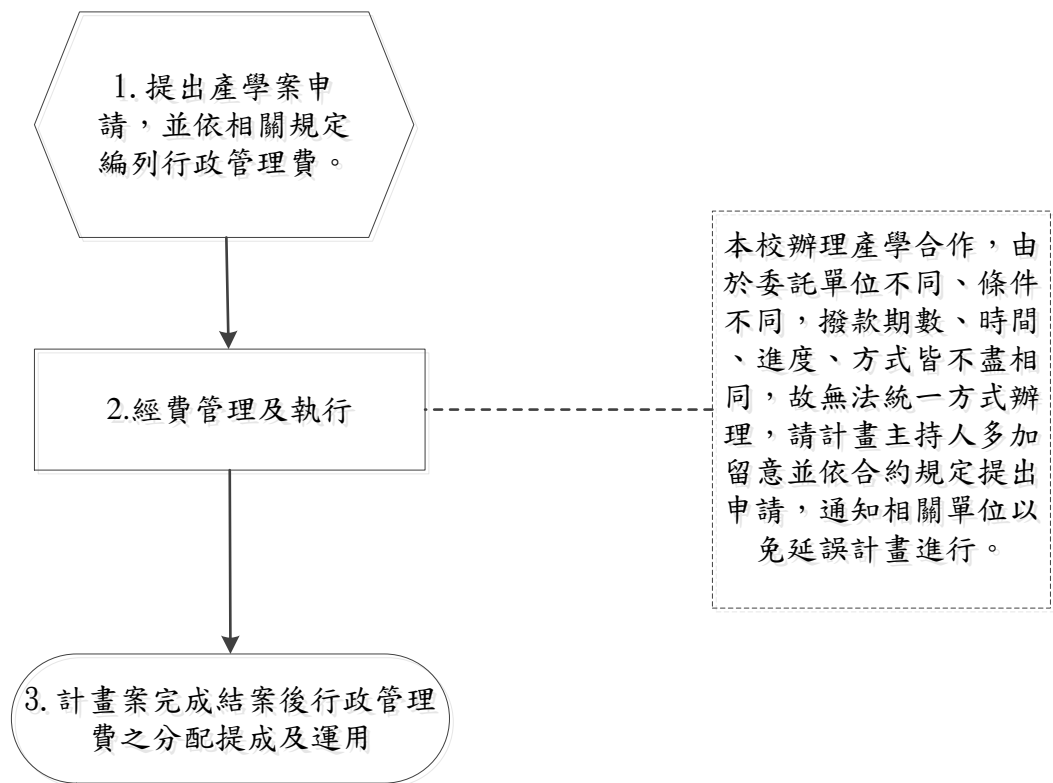 1. 提出產學案申
請，並依相關規定
編列行政管理費。
本校辦理產學合作，由
於委託單位不同、條件
不同，撥款期數、時間
、進度、方式皆不盡相
同，故無法統一方式辦
理，請計畫主持人多加
留意並依合約規定提出
申請，通知相關單位以
免延誤計畫進行。
2.經費管理及執行
3. 計畫案完成結案後行政管理
費之分配提成及運用